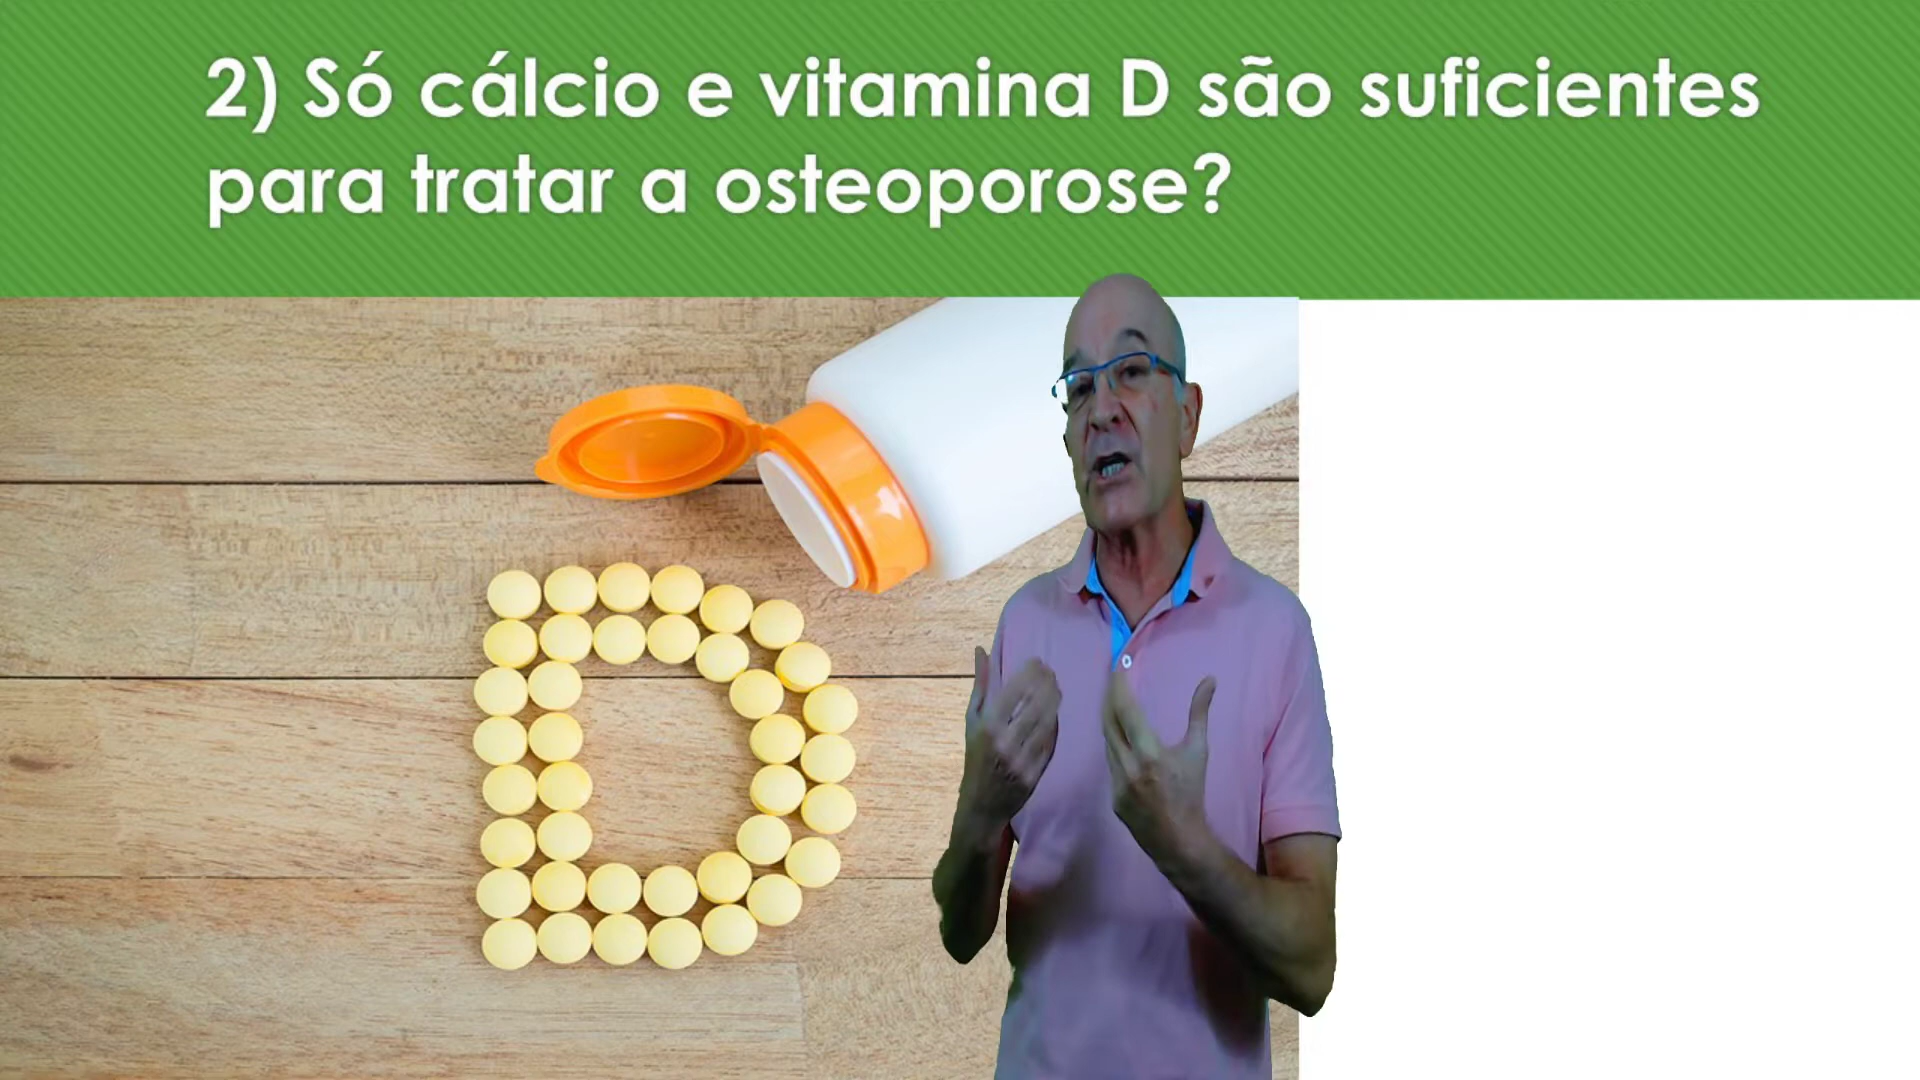 2) Só cálcio e vitamina D são suficientes
para tratar a osteoporose?